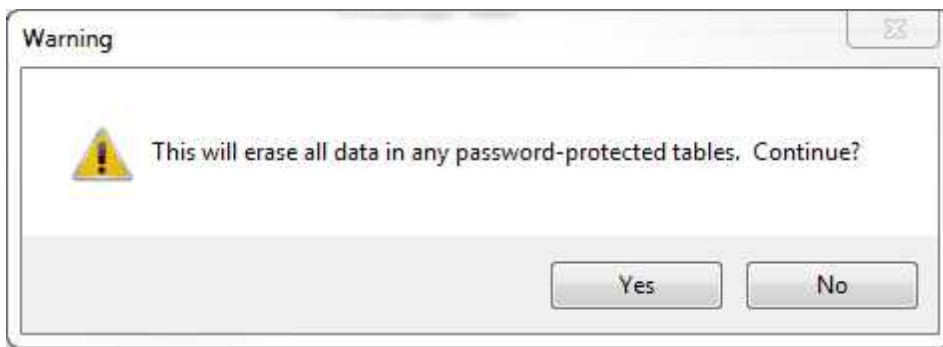 Warning
This will erase all data in any password-protected tables.  Continue?
Yes
No